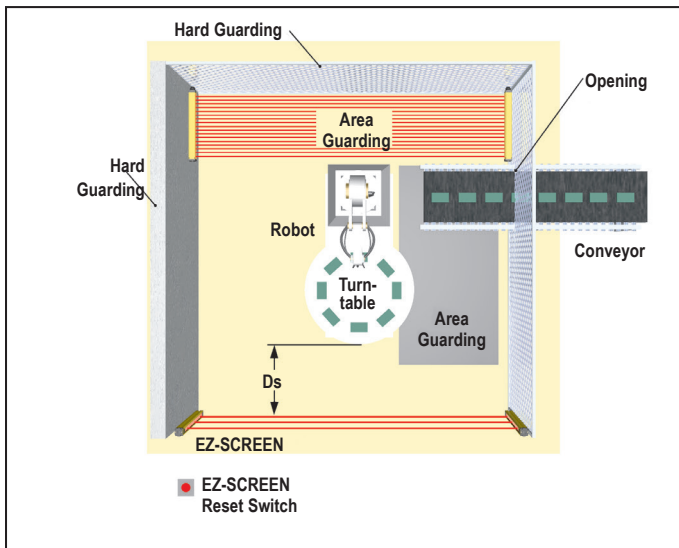 Hard Guarding
Opening
Area
Guarding
Hard
Guarding
Robot
Conveyor
Turn-
table
Area
Guarding
Ds
EZ-SCREEN
EZ-SCREEN
Reset Switch